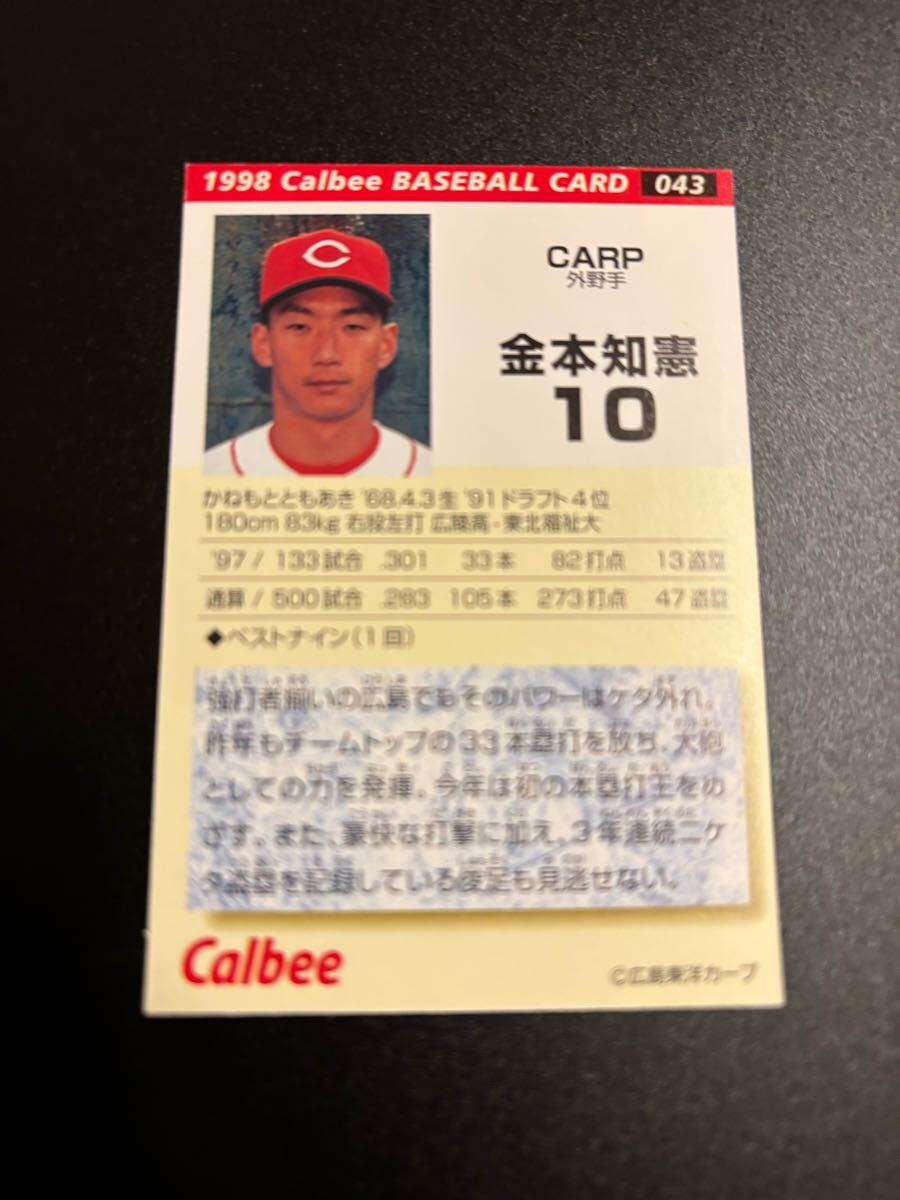 1998 Calbee BASEBALL CARD 043
CARP
外野手
金本知憲
10
かねもとともあき '68.4.3生 '91ドラフト4位
180cm 83kg 右投左打 広陵高-東北福祉大
'97 / 133試合 .301 33本 82打点 13盗塁
通算 / 500試合 .283 105本 273打点 47盗塁
◆ベストナイン(1回)
強打者揃いの広島でもそのパワーはケタ外れ。
昨年もチームトップの33本塁打を放ち、大砲
としての力を発揮。今年は初の本塁打王をめ
ざす。また、豪快な打撃に加え、3年連続二ケ
タ盗塁を記録している俊足も見逃せない。
Calbee
©広島東洋カープ